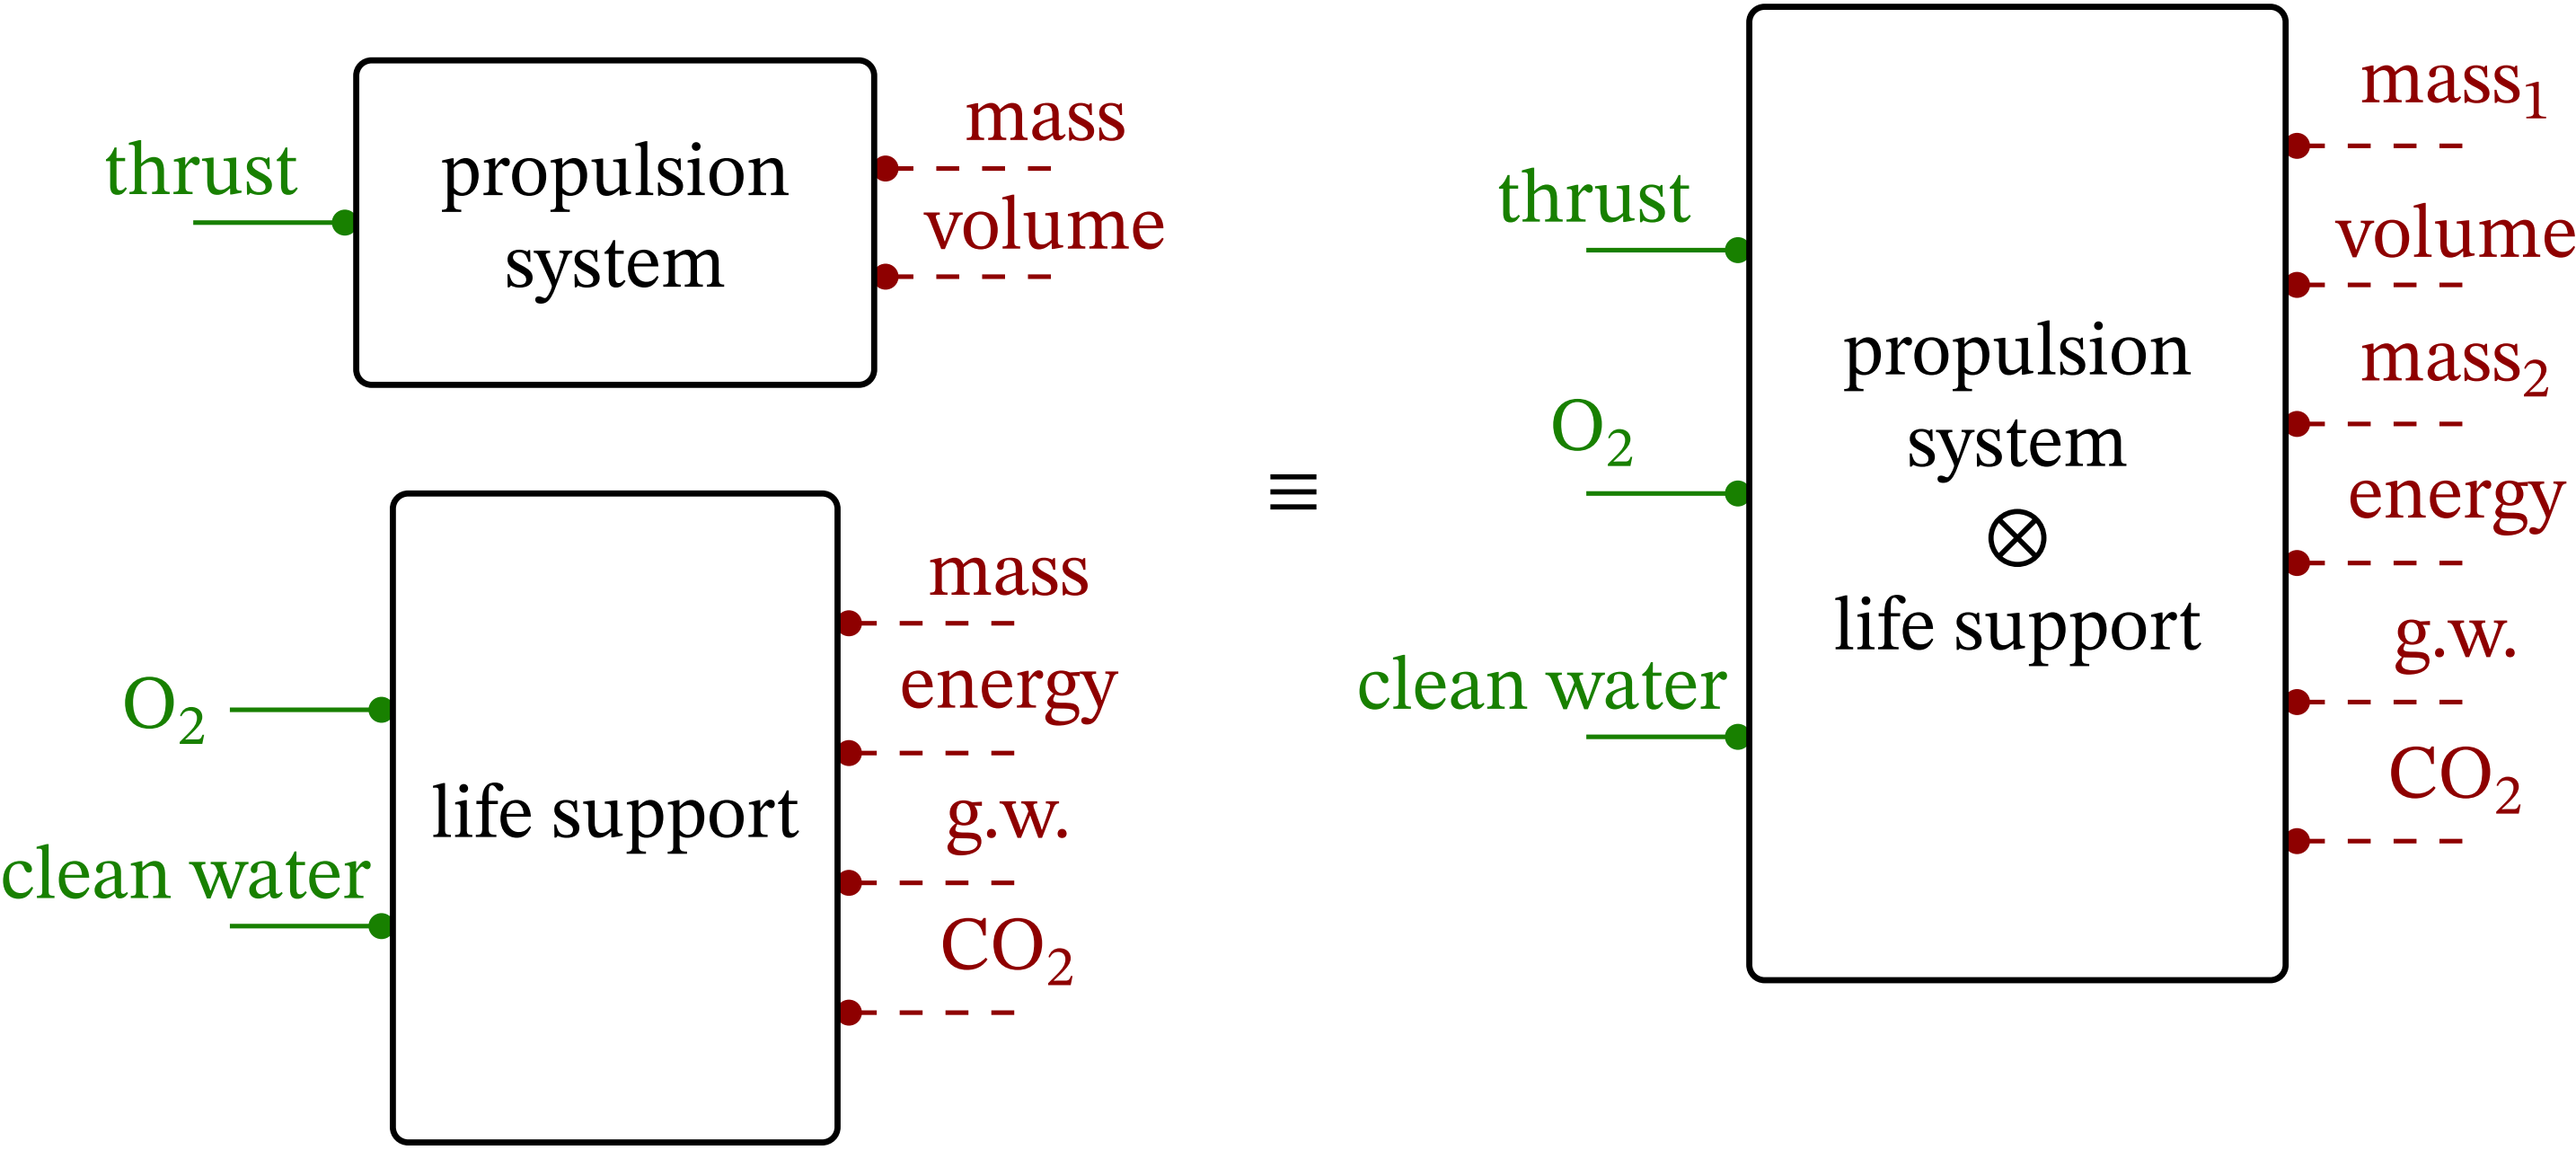 thrust
propulsion
system
mass
volume
O₂
clean water
life support
mass
energy
g.w.
CO₂
≡
thrust
O₂
clean water
propulsion
system
⊗
life support
mass₁
volume
mass₂
energy
g.w.
CO₂